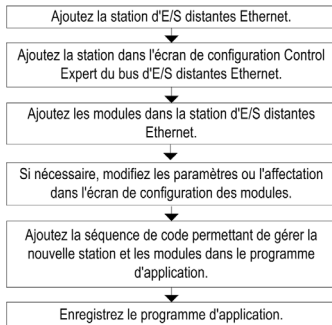 Ajoutez la station d'E/S distantes Ethernet.
Ajoutez la station dans l'écran de configuration Control
Expert du bus d'E/S distantes Ethernet.
Ajoutez les modules dans la station d'E/S distantes
Ethernet.
Si nécessaire, modifiez les paramètres ou l'affectation
dans l'écran de configuration des modules.
Ajoutez la séquence de code permettant de gérer la
nouvelle station et les modules dans le programme
d'application.
Enregistrez le programme d'application.